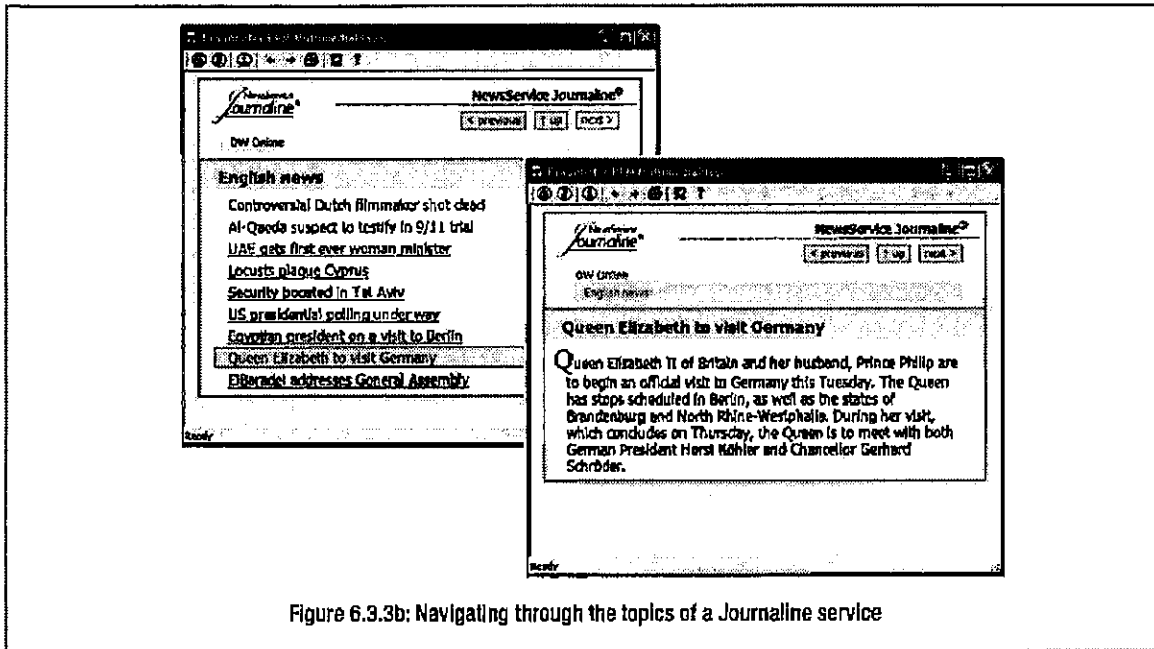 NewsService
Journaline®
NewsService Journaline®
< previous
↑ up
next >
DW Online
English news
Controversial Dutch filmmaker shot dead
Al-Qaeda suspect to testify in 9/11 trial
UAE gets first ever woman minister
Locusts plague Cyprus
Security boosted in Tel Aviv
US presidential polling under way
Egyptian president on a visit to Berlin
Queen Elizabeth to visit Germany
ElBaradei addresses General Assembly
Ready
NewsService
Journaline®
NewsService Journaline®
< previous
↑ up
next >
DW Online
English news
Queen Elizabeth to visit Germany
Queen Elizabeth II of Britain and her husband, Prince Philip are
to begin an official visit to Germany this Tuesday. The Queen
has stops scheduled in Berlin, as well as the states of
Brandenburg and North Rhine-Westphalia. During her visit,
which concludes on Thursday, the Queen is to meet with both
German President Horst Köhler and Chancellor Gerhard
Schröder.
Ready
Figure 6.3.3b: Navigating through the topics of a Journaline service